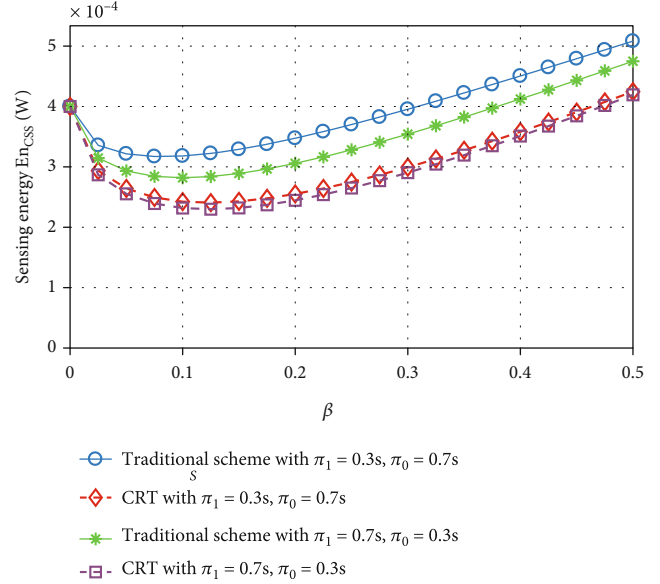 × 10⁻⁴
5
4
3
2
1
0
Sensing energy En_CSS (W)
0 0.1 0.2 0.3 0.4 0.5
β
Traditional scheme with π₁ = 0.3s, π₀ = 0.7s
S
CRT with π₁ = 0.3s, π₀ = 0.7s
Traditional scheme with π₁ = 0.7s, π₀ = 0.3s
CRT with π₁ = 0.7s, π₀ = 0.3s